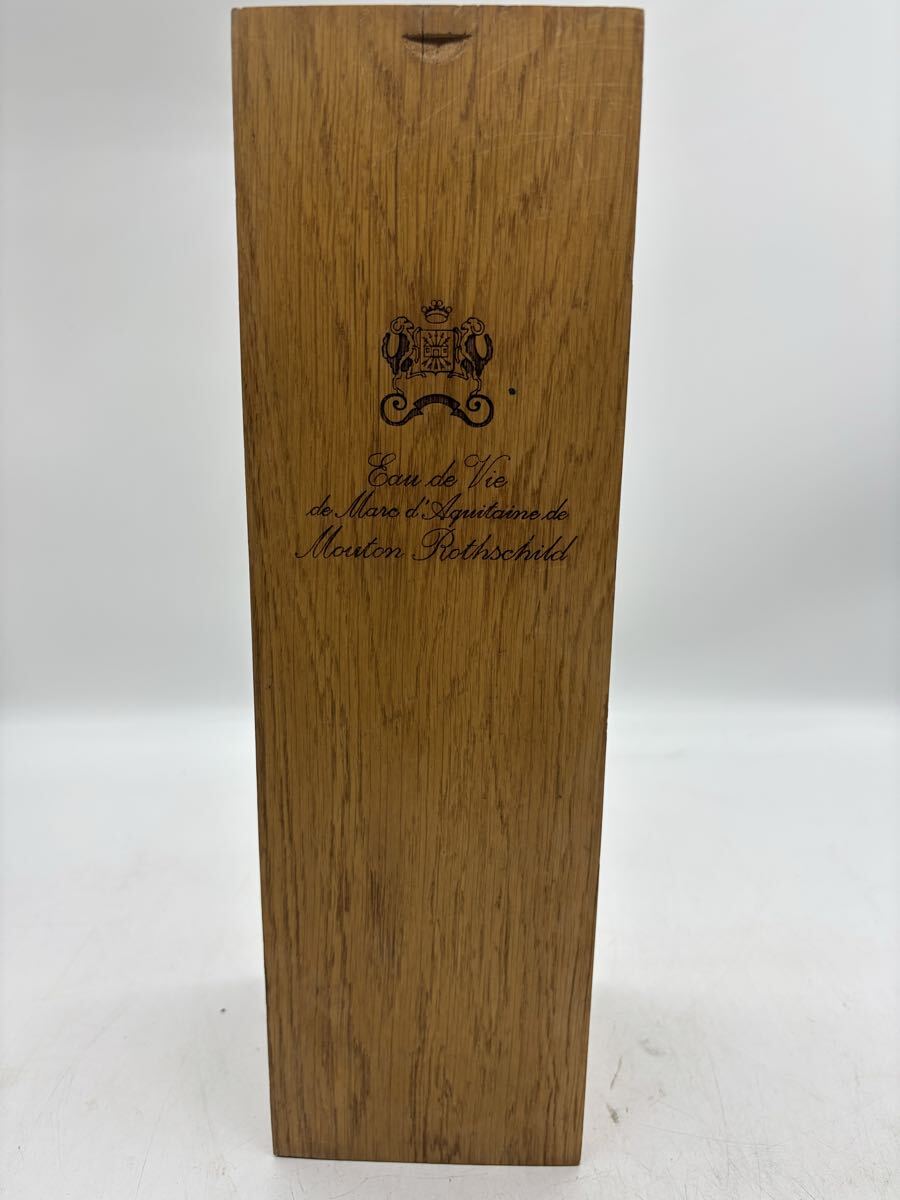 Eau de Vie
de Marc d'Aquitaine de
Mouton Rothschild